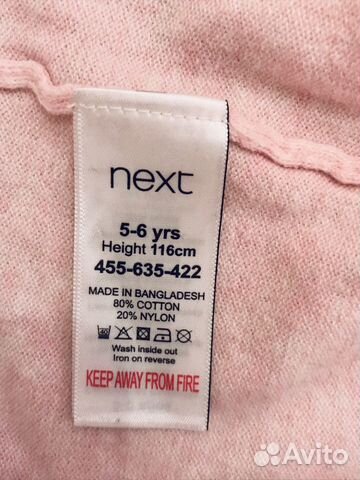 next
5-6 yrs
Height 116cm
455-635-422
MADE IN BANGLADESH
80% COTTON
20% NYLON
Wash inside out
Iron on reverse
KEEP AWAY FROM FIRE
Avito